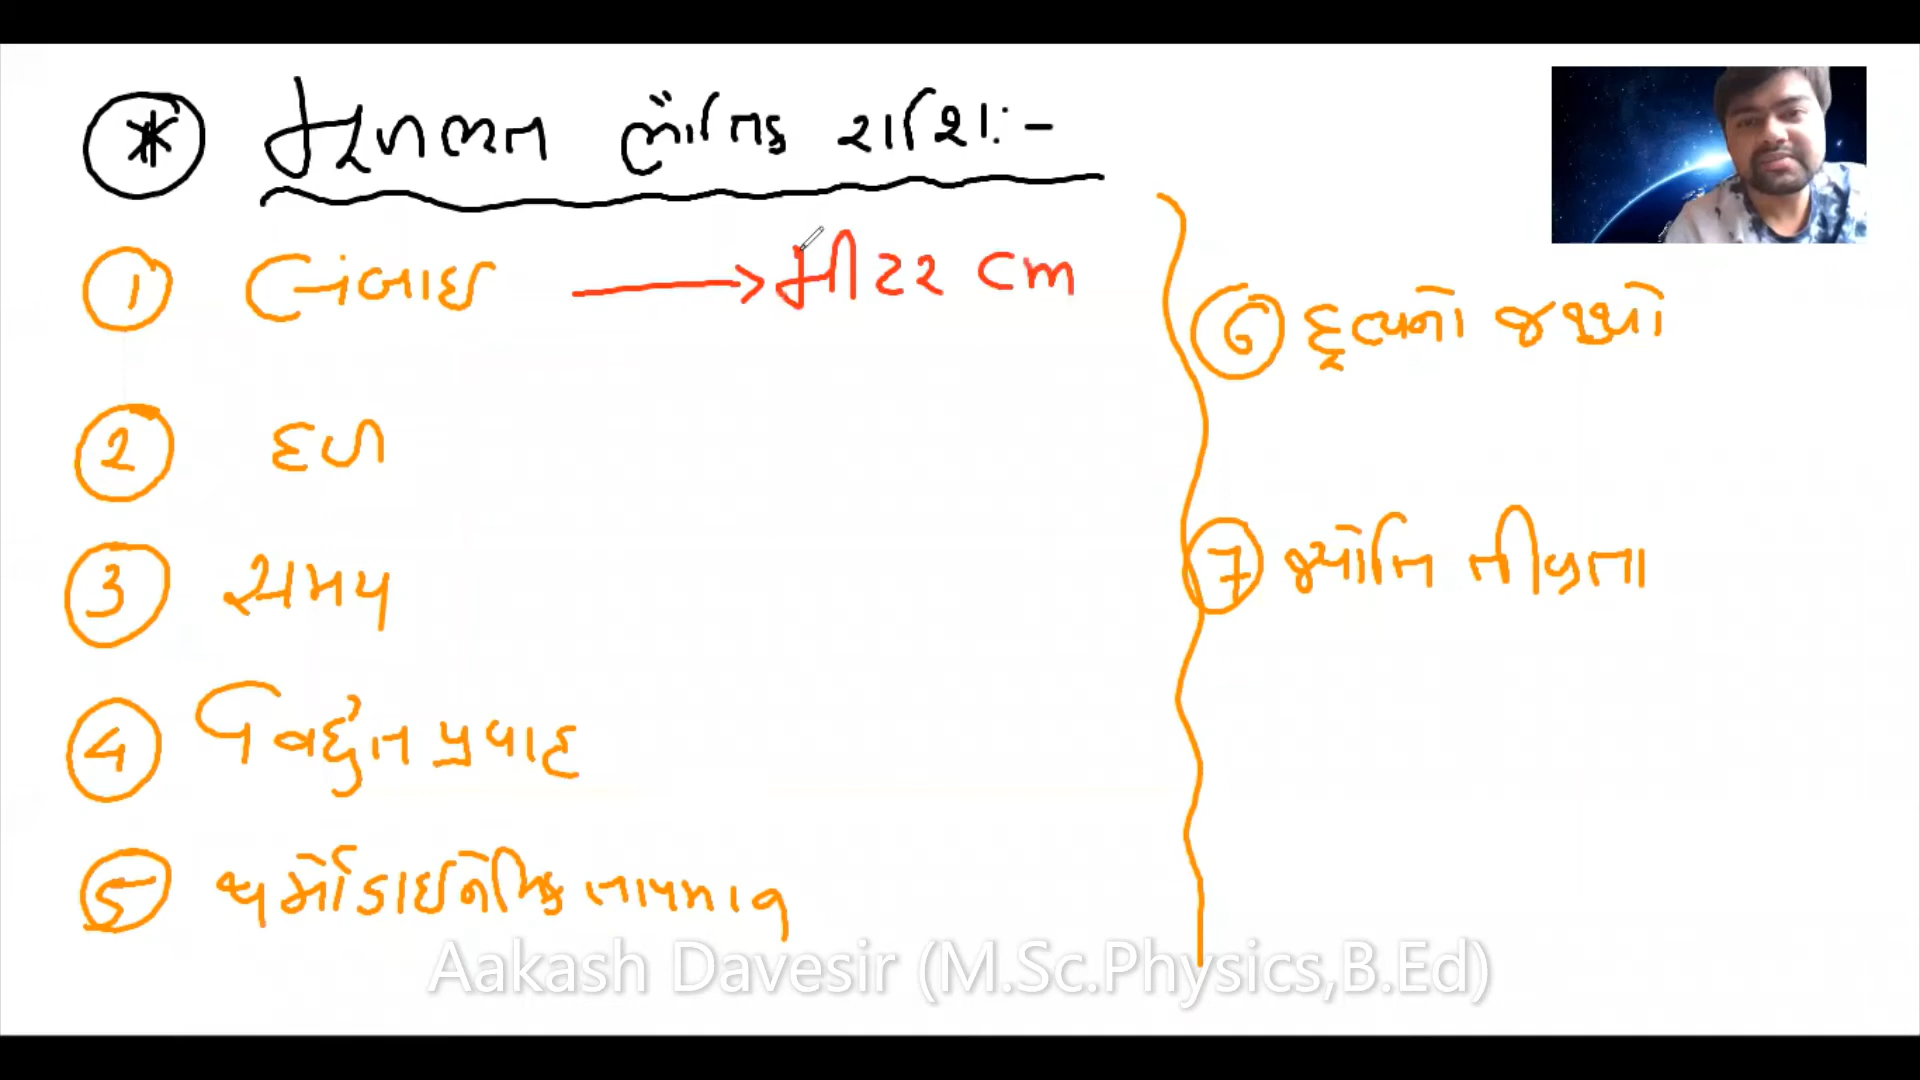 * મૂળભૂત ભૌતિક રાશિ :-
1 લંબાઇ → મીટર cm
2 દળ
3 સમય
4 વિદ્યુત પ્રવાહ
5 થર્મોડાઇનેમિક તાપમાન
6 દ્રવ્યનો જથ્થો
7 જ્યોતિ તીવ્રતા
Aakash Davesir (M.Sc.Physics,B.Ed)